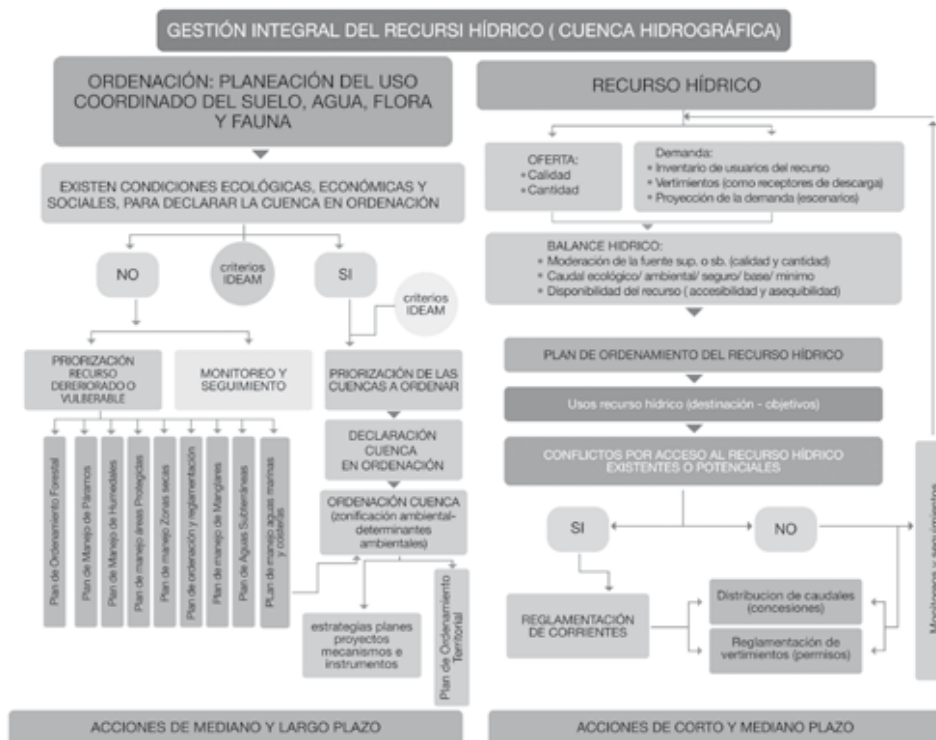 GESTIÓN INTEGRAL DEL RECURSI HÍDRICO ( CUENCA HIDROGRÁFICA)
ORDENACIÓN: PLANEACIÓN DEL USO
COORDINADO DEL SUELO, AGUA, FLORA
Y FAUNA
EXISTEN CONDICIONES ECOLÓGICAS, ECONÓMICAS Y
SOCIALES, PARA DECLARAR LA CUENCA EN ORDENACIÓN
NO
criterios
IDEAM
SI
criterios
IDEAM
PRIORIZACIÓN
RECURSO
DERERIORADO O
VULBERABLE
MONITOREO Y
SEGUIMIENTO
PRIORIZACIÓN DE LAS
CUENCAS A ORDENAR
DECLARACIÓN
CUENCA
EN ORDENACIÓN
ORDENACIÓN CUENCA
(zonificación ambiental-
determinantes
ambientales)
Plan de Ordenamiento Forestal
Plan de Manejo de Páramos
Plan de Manejo de Humedales
Plan de manejo áreas Protegidas
Plan de manejo Zonas secas
Plan de ordenación y reglamentación
Plan de manejo de Manglares
Plan de Aguas Subterráneas
PLan de manejo aguas marinas
y costeras
estrategias planes
proyectos
mecanismos e
instrumentos
Plan de Ordenamiento
Territorial
ACCIONES DE MEDIANO Y LARGO PLAZO
RECURSO HÍDRICO
OFERTA:
• Calidad
• Cantidad
Demanda:
• Inventario de usuarios del recurso
• Vertimientos (como receptores de descarga)
• Proyección de la demanda (escenarios)
BALANCE HIDRICO:
• Moderación de la fuente sup. o sb. (calidad y cantidad)
• Caudal ecológico/ ambiental/ seguro/ base/ minimo
• Disponibilidad del recurso ( accesibilidad y asequibilidad)
PLAN DE ORDENAMIENTO DEL RECURSO HÍDRICO
Usos recurso hídrico (destinación - objetivos)
CONFLICTOS POR ACCESO AL RECURSO HÍDRICO
EXISTENTES O POTENCIALES
SI
NO
REGLAMENTACIÓN
DE CORRIENTES
Distribucion de caudales
(concesiones)
Reglamentación de
vertimientos (permisos)
Monitoreos y seguimientos
ACCIONES DE CORTO Y MEDIANO PLAZO